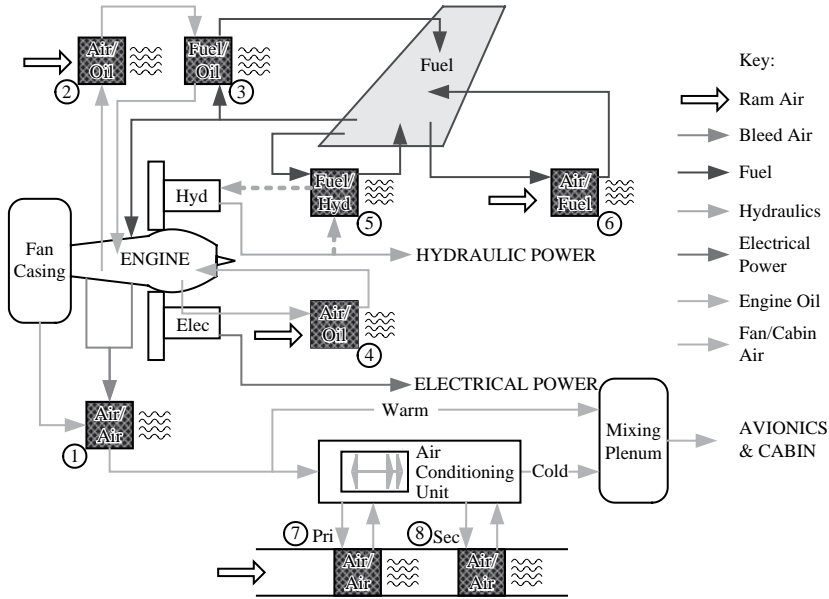 Air/
Oil
2
Fuel/
Oil
3
Fuel
Key:
Ram Air
Bleed Air
Fuel
Hydraulics
Electrical
Power
Engine Oil
Fan/Cabin
Air
Hyd
Fuel/
Hyd
5
Air/
Fuel
6
Fan
Casing
ENGINE
HYDRAULIC POWER
Elec
Air/
Oil
4
ELECTRICAL POWER
Air/
Air
1
Warm
Mixing
Plenum
AVIONICS
& CABIN
Air
Conditioning
Unit
Cold
7 Pri
8 Sec
Air/
Air
Air/
Air